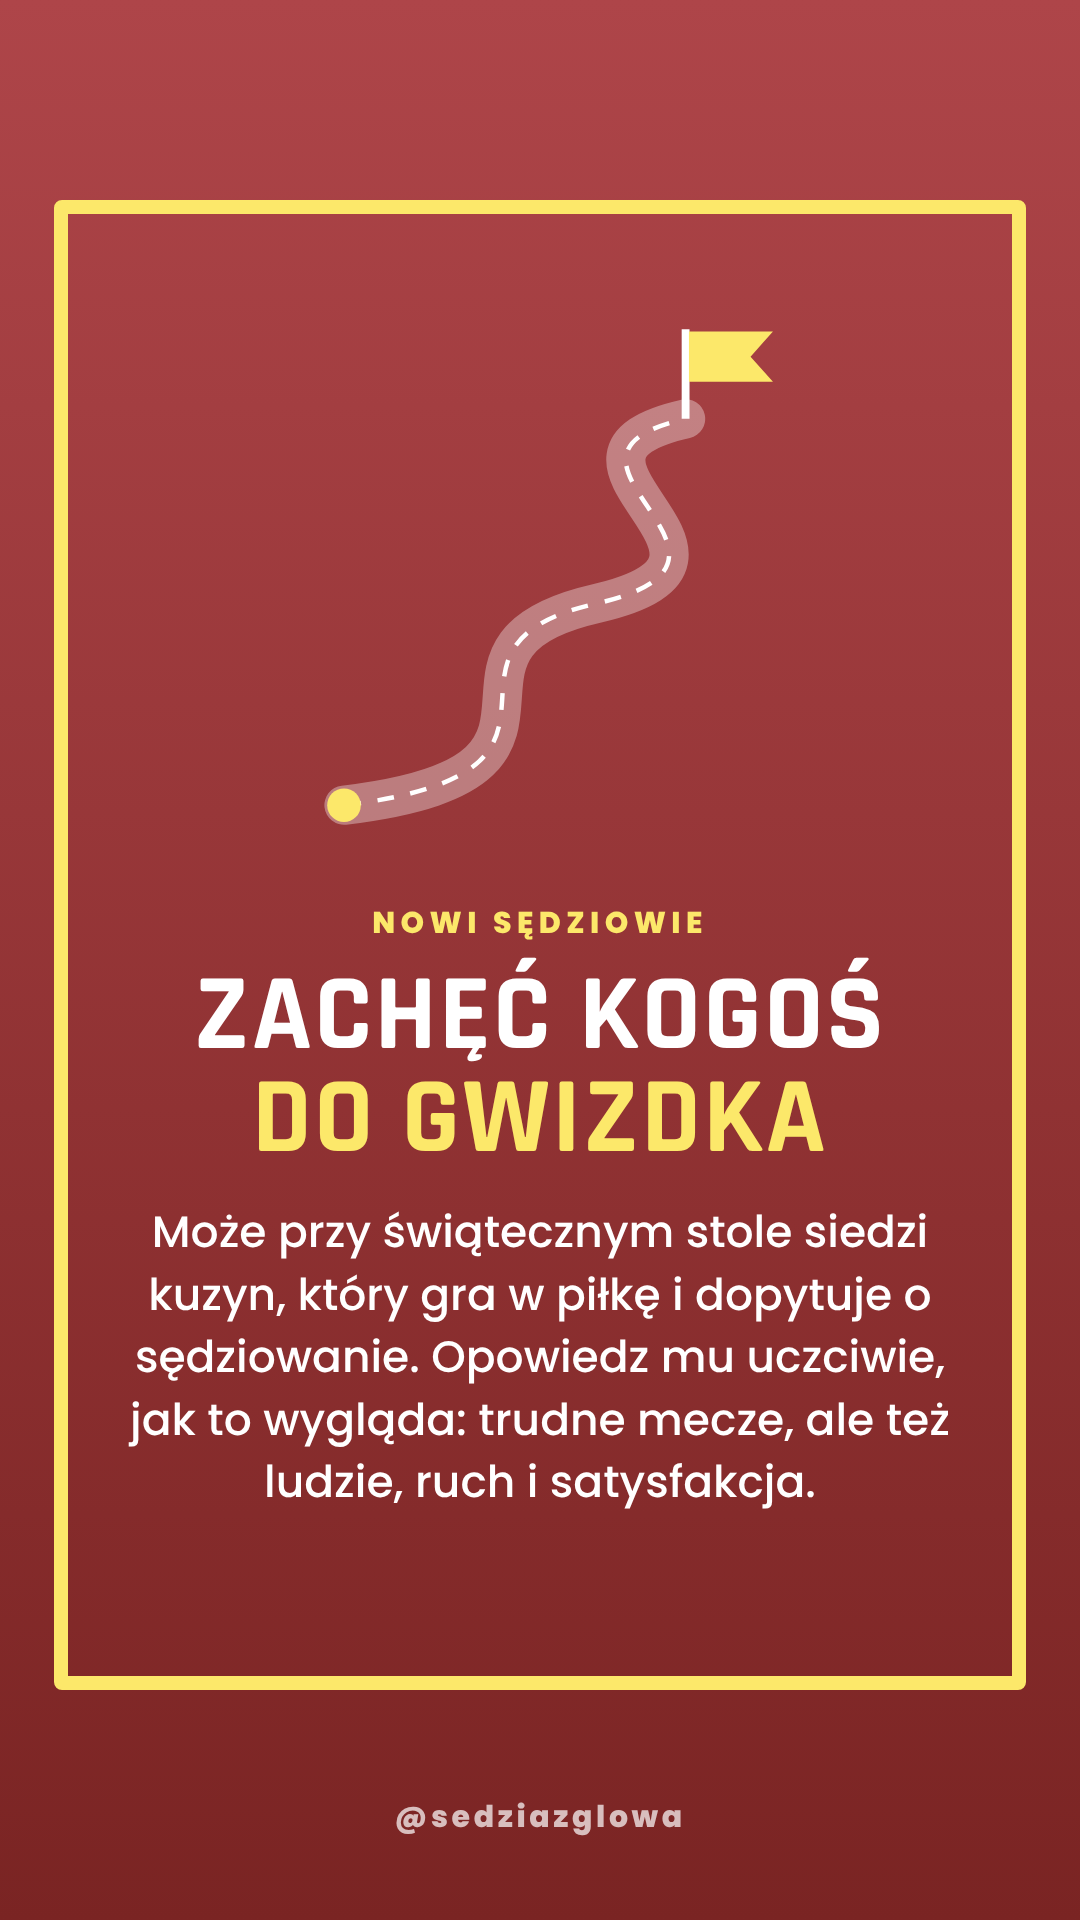 NOWI SĘDZIOWIE
ZACHĘĆ KOGOŚ
DO GWIZDKA
Może przy świątecznym stole siedzi
kuzyn, który gra w piłkę i dopytuje o
sędziowanie. Opowiedz mu uczciwie,
jak to wygląda: trudne mecze, ale też
ludzie, ruch i satysfakcja.
@sedziazglowa